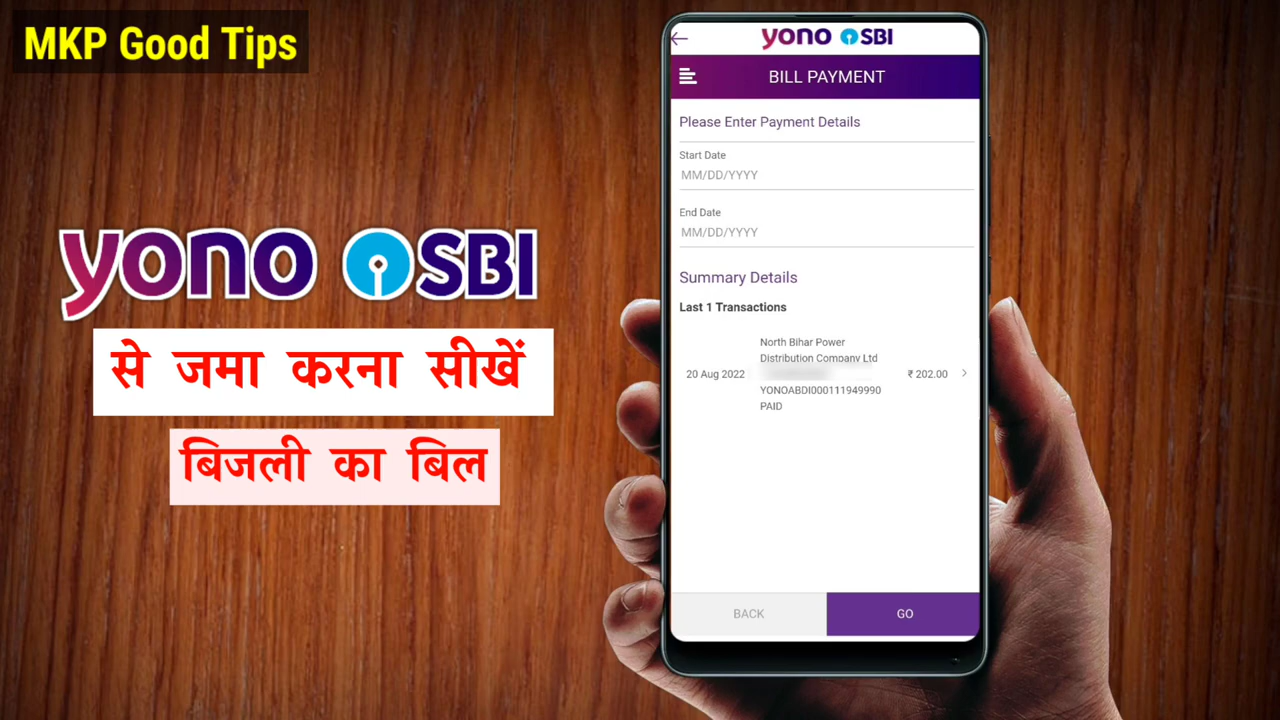 MKP Good Tips
yono SBI
से जमा करना सीखें
बिजली का बिल
yono SBI
BILL PAYMENT
Please Enter Payment Details
Start Date
MM/DD/YYYY
End Date
MM/DD/YYYY
Summary Details
Last 1 Transactions
North Bihar Power
Distribution Company Ltd
20 Aug 2022
₹ 202.00
YONOABDI000111949990
PAID
BACK
GO